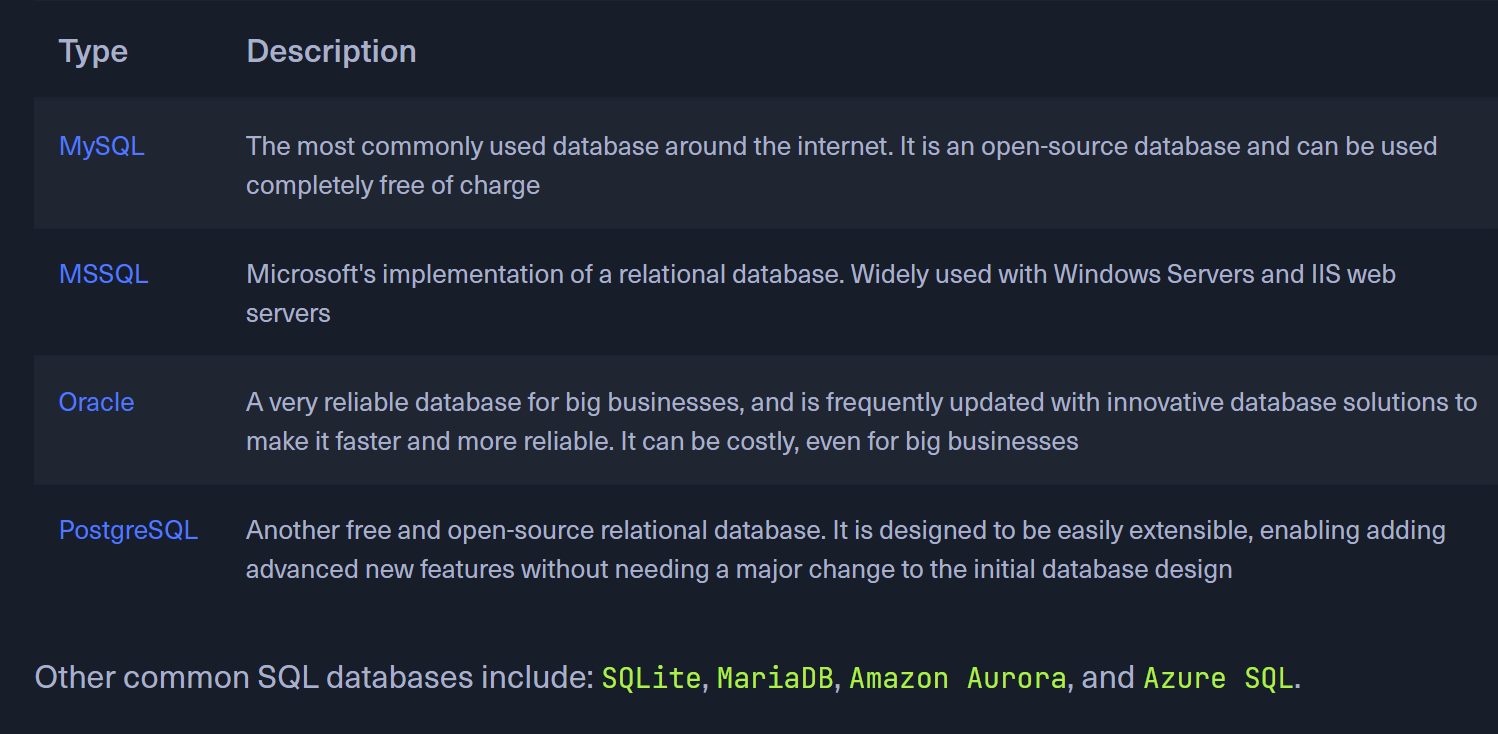 Type Description
MySQL The most commonly used database around the internet. It is an open-source database and can be used
completely free of charge
MSSQL Microsoft's implementation of a relational database. Widely used with Windows Servers and IIS web
servers
Oracle A very reliable database for big businesses, and is frequently updated with innovative database solutions to
make it faster and more reliable. It can be costly, even for big businesses
PostgreSQL Another free and open-source relational database. It is designed to be easily extensible, enabling adding
advanced new features without needing a major change to the initial database design
Other common SQL databases include: SQLite, MariaDB, Amazon Aurora, and Azure SQL.